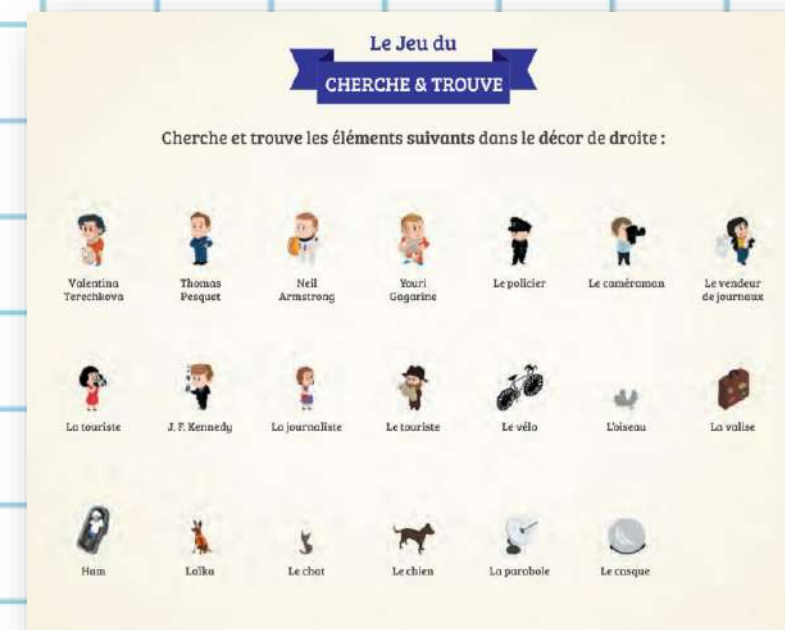 Le Jeu du
CHERCHE & TROUVE
Cherche et trouve les éléments suivants dans le décor de droite :
Valentina
Terechkova
Thomas
Pesquet
Neil
Armstrong
Youri
Gagarine
Le policier
Le caméraman
Le vendeur
de journaux
La touriste
J. F. Kennedy
La journaliste
Le touriste
Le vélo
L'oiseau
La valise
Ham
Laïka
Le chat
Le chien
La parabole
Le casque